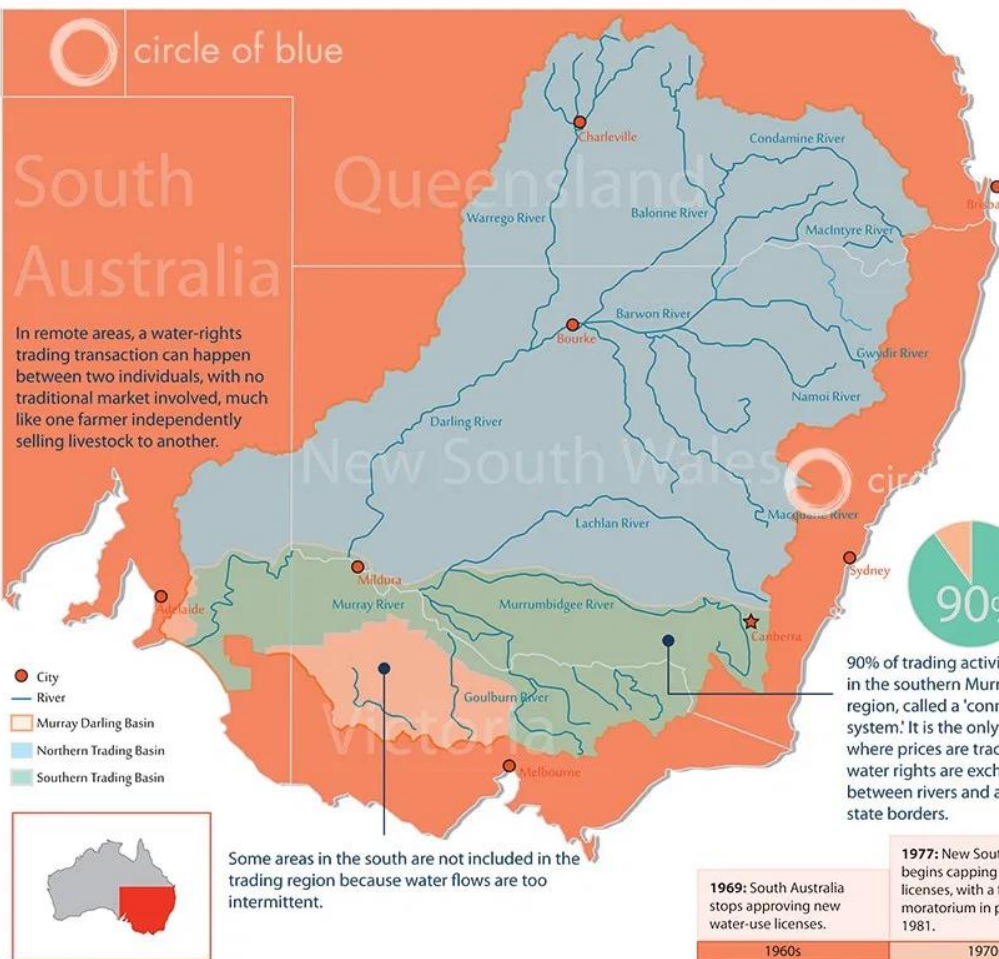 circle of blue
South
Australia
Queensland
New South Wales
Victoria
In remote areas, a water-rights
trading transaction can happen
between two individuals, with no
traditional market involved, much
like one farmer independently
selling livestock to another.
Charleville
Condamine River
Warrego River
Balonne River
MacIntyre River
Barwon River
Bourke
Gwydir River
Namoi River
Darling River
Macquarie River
Lachlan River
Sydney
Mildura
Adelaide
Murray River
Murrumbidgee River
Canberra
Goulburn River
Melbourne
City
River
Murray Darling Basin
Northern Trading Basin
Southern Trading Basin
90
90% of trading
in the southern
region, called a
system.' It is the only
where prices are
water rights are
between rivers and
state borders.
Some areas in the south are not included in the
trading region because water flows are too
intermittent.
1969: South Australia
stops approving new
water-use licenses.
1960s
1977: New
begins capping
licenses, with a
moratorium in
1981.
1970